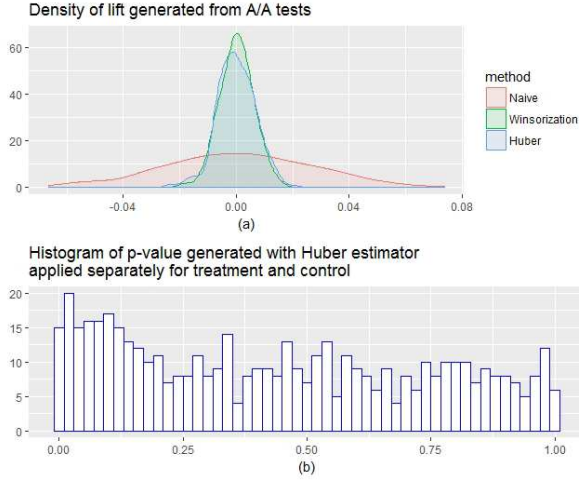 Density of lift generated from A/A tests
60
40
20
0
-0.04
0.00
0.04
0.08
(a)
method
Naive
Winsorization
Huber
Histogram of p-value generated with Huber estimator
applied separately for treatment and control
20
15
10
5
0
0.00
0.25
0.50
0.75
1.00
(b)